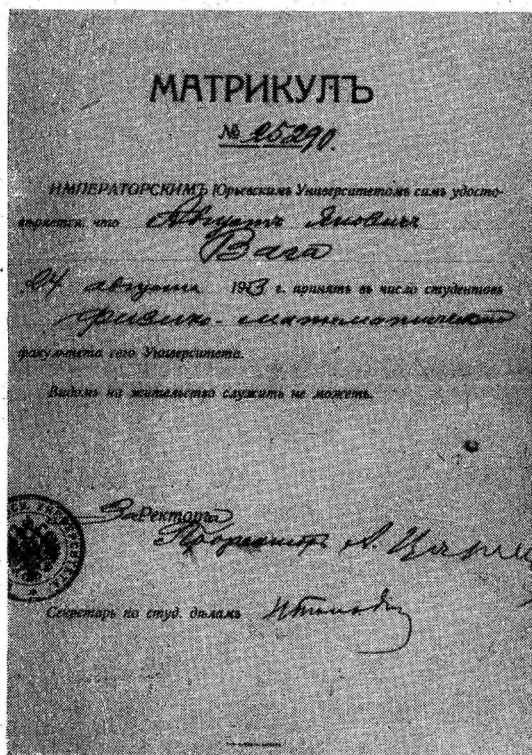 МАТРИКУЛЪ
№ 25290.
ИМПЕРАТОРСКИМЪ Юрьевскимъ Университетомъ симъ удосто-
вѣряется, что Августъ Яновичъ
Вага
24 августа 1913 г. принятъ въ число студентовъ
физико-математическаго
факультета сего Университета.
Видомъ на жительство служить не можетъ.
За Ректора
Проректоръ А.
Секретарь по студ. дѣламъ